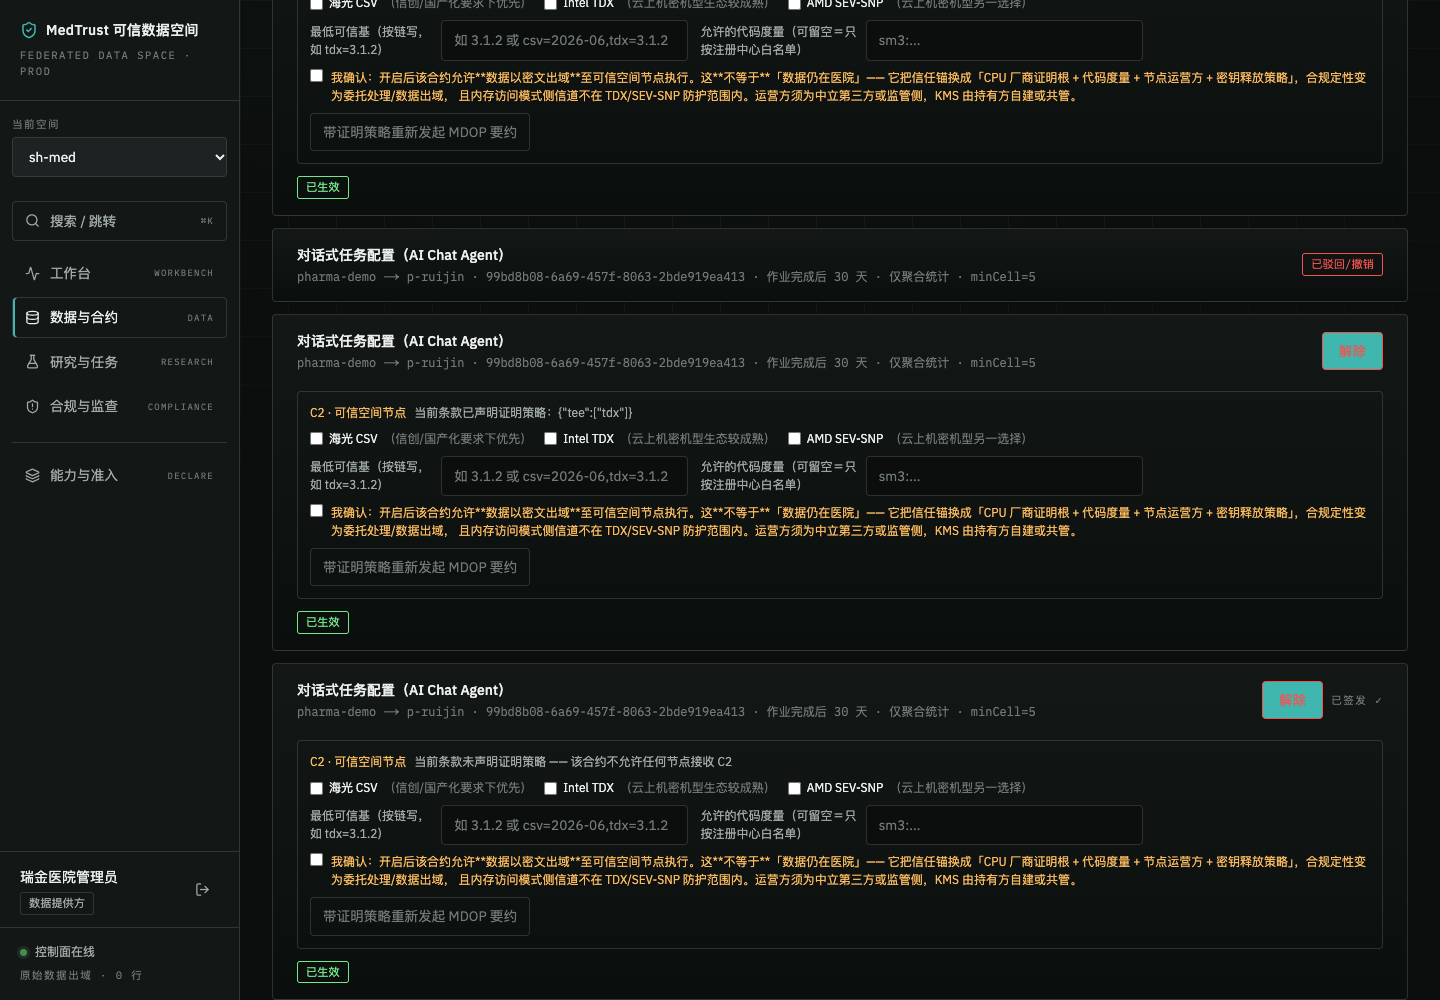 MedTrust 可信数据空间
FEDERATED DATA SPACE ·
PROD
当前空间
sh-med
搜索 / 跳转
⌘K
工作台
WORKBENCH
数据与合约
DATA
研究与任务
RESEARCH
合规与监查
COMPLIANCE
能力与准入
DECLARE
瑞金医院管理员
数据提供方
控制面在线
原始数据出域 · 0 行
海光 CSV （信创/国产化要求下优先） Intel TDX （云上机密机型生态较成熟） AMD SEV-SNP （云上机密机型另一选择）
最低可信基（按链写，
如 tdx=3.1.2）
如 3.1.2 或 csv=2026-06,tdx=3.1.2
允许的代码度量（可留空＝只
按注册中心白名单）
sm3:...
我确认：开启后该合约允许**数据以密文出域**至可信空间节点执行。这**不等于**「数据仍在医院」—— 它把信任锚换成「CPU 厂商证明根 + 代码度量 + 节点运营方 + 密钥释放策略」，合规定性变
为委托处理/数据出域， 且内存访问模式侧信道不在 TDX/SEV-SNP 防护范围内。运营方须为中立第三方或监管侧，KMS 由持有方自建或共管。
带证明策略重新发起 MDOP 要约
已生效
对话式任务配置（AI Chat Agent）
pharma-demo ⟶ p-ruijin · 99bd8b08-6a69-457f-8063-2bde919ea413 · 作业完成后 30 天 · 仅聚合统计 · minCell=5
已驳回/撤销
对话式任务配置（AI Chat Agent）
pharma-demo ⟶ p-ruijin · 99bd8b08-6a69-457f-8063-2bde919ea413 · 作业完成后 30 天 · 仅聚合统计 · minCell=5
解除
C2 · 可信空间节点 当前条款已声明证明策略：{"tee":["tdx"]}
海光 CSV （信创/国产化要求下优先） Intel TDX （云上机密机型生态较成熟） AMD SEV-SNP （云上机密机型另一选择）
最低可信基（按链写，
如 tdx=3.1.2）
如 3.1.2 或 csv=2026-06,tdx=3.1.2
允许的代码度量（可留空＝只
按注册中心白名单）
sm3:...
我确认：开启后该合约允许**数据以密文出域**至可信空间节点执行。这**不等于**「数据仍在医院」—— 它把信任锚换成「CPU 厂商证明根 + 代码度量 + 节点运营方 + 密钥释放策略」，合规定性变
为委托处理/数据出域， 且内存访问模式侧信道不在 TDX/SEV-SNP 防护范围内。运营方须为中立第三方或监管侧，KMS 由持有方自建或共管。
带证明策略重新发起 MDOP 要约
已生效
对话式任务配置（AI Chat Agent）
pharma-demo ⟶ p-ruijin · 99bd8b08-6a69-457f-8063-2bde919ea413 · 作业完成后 30 天 · 仅聚合统计 · minCell=5
解除
已签发 ✓
C2 · 可信空间节点 当前条款未声明证明策略 —— 该合约不允许任何节点接收 C2
海光 CSV （信创/国产化要求下优先） Intel TDX （云上机密机型生态较成熟） AMD SEV-SNP （云上机密机型另一选择）
最低可信基（按链写，
如 tdx=3.1.2）
如 3.1.2 或 csv=2026-06,tdx=3.1.2
允许的代码度量（可留空＝只
按注册中心白名单）
sm3:...
我确认：开启后该合约允许**数据以密文出域**至可信空间节点执行。这**不等于**「数据仍在医院」—— 它把信任锚换成「CPU 厂商证明根 + 代码度量 + 节点运营方 + 密钥释放策略」，合规定性变
为委托处理/数据出域， 且内存访问模式侧信道不在 TDX/SEV-SNP 防护范围内。运营方须为中立第三方或监管侧，KMS 由持有方自建或共管。
带证明策略重新发起 MDOP 要约
已生效